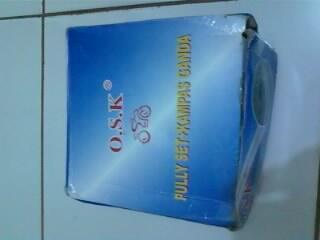 O.S.K ®
PULLY SET+KAMPAS GANDA